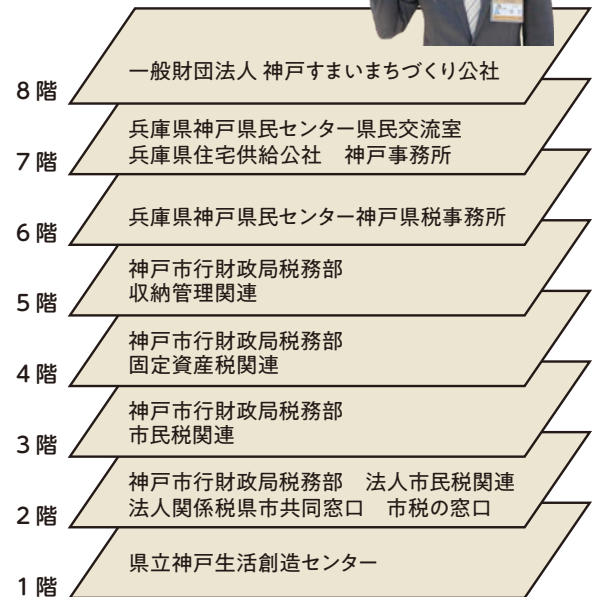 8階
一般財団法人 神戸すまいまちづくり公社
7階
兵庫県神戸県民センター県民交流室
兵庫県住宅供給公社　神戸事務所
6階
兵庫県神戸県民センター神戸県税事務所
5階
神戸市行財政局税務部
収納管理関連
4階
神戸市行財政局税務部
固定資産税関連
3階
神戸市行財政局税務部
市民税関連
2階
神戸市行財政局税務部　法人市民税関連
法人関係税県市共同窓口　市税の窓口
1階
県立神戸生活創造センター